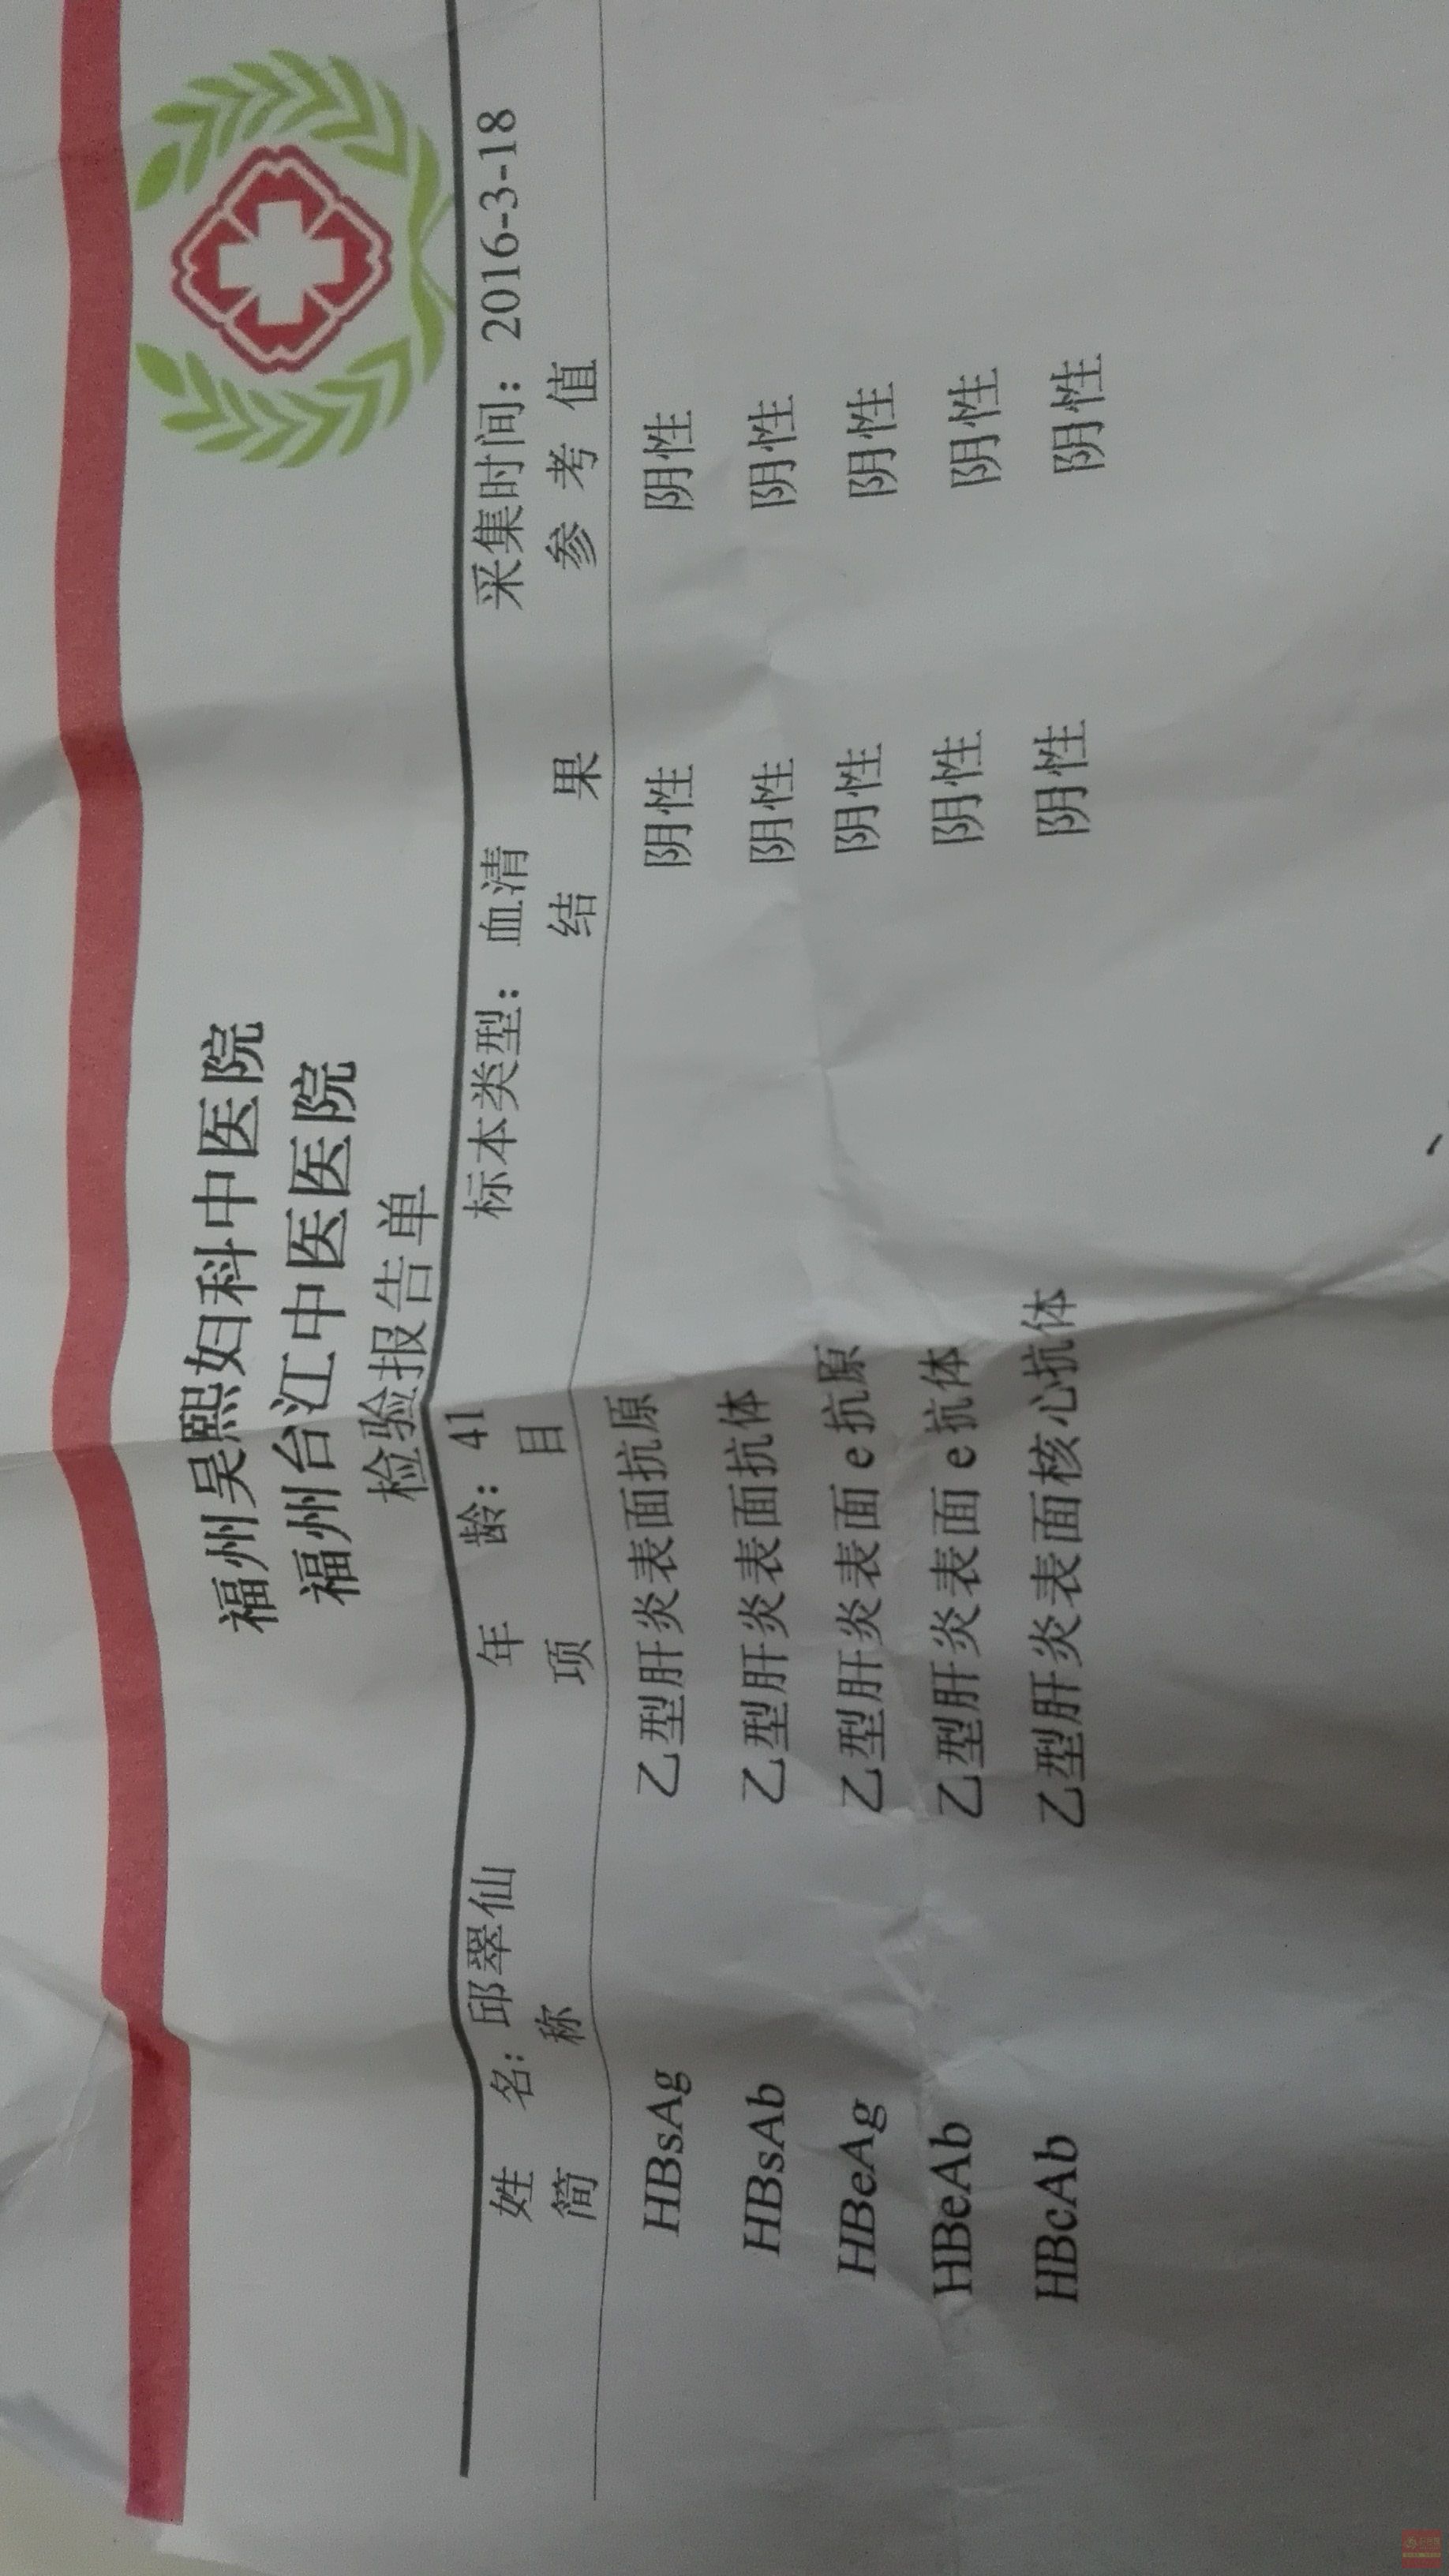 福州吴熙妇科中医院
福州台江中医医院
检验报告单
姓 名：邱翠仙 年 龄：41 标本类型：血清 采集时间：2016-3-18
简 称 项 目 结 果 参 考 值
HBsAg 乙型肝炎表面抗原 阴性 阴性
HBsAb 乙型肝炎表面抗体 阴性 阴性
HBeAg 乙型肝炎表面 e 抗原 阴性 阴性
HBeAb 乙型肝炎表面 e 抗体 阴性 阴性
HBcAb 乙型肝炎表面核心抗体 阴性 阴性